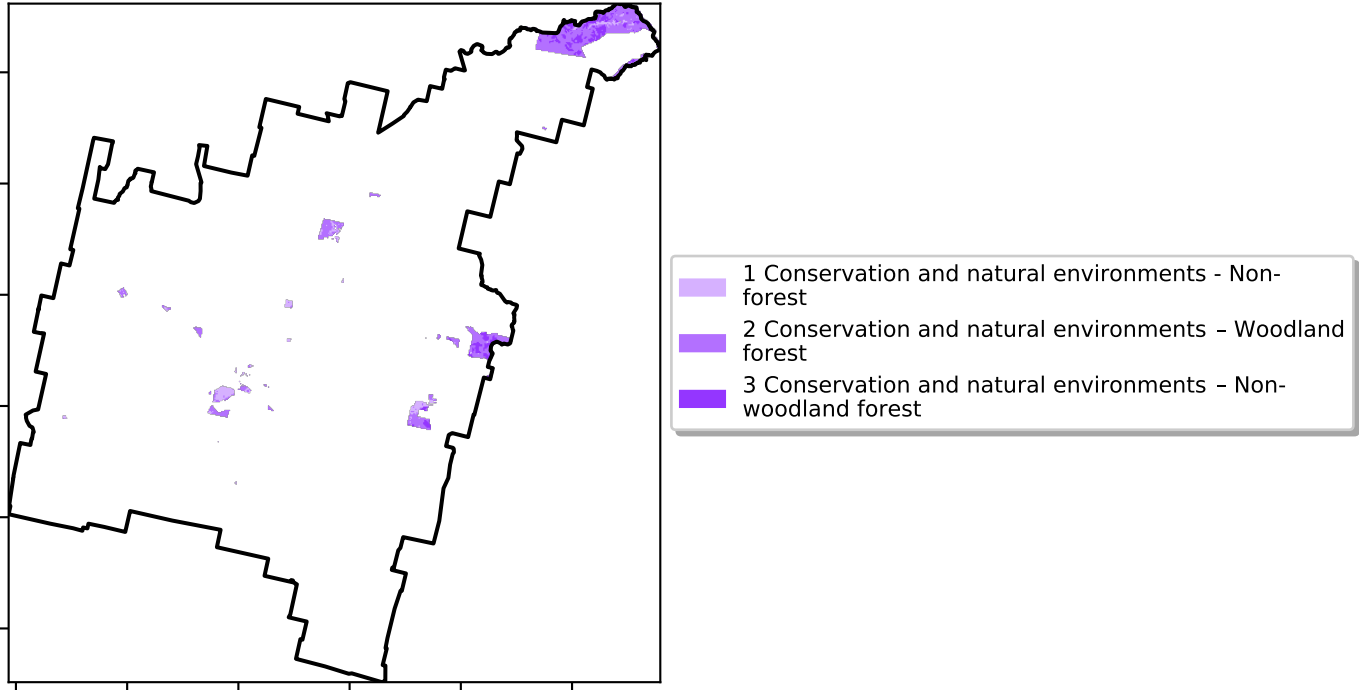 1 Conservation and natural environments - Non-
forest
2 Conservation and natural environments – Woodland
forest
3 Conservation and natural environments – Non-
woodland forest